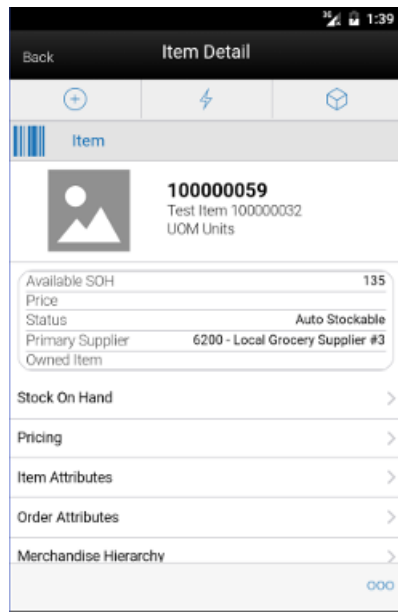 3G 1:39
Back Item Detail
Item
100000059
Test Item 100000032
UOM Units
Available SOH 135
Price
Status Auto Stockable
Primary Supplier 6200 - Local Grocery Supplier #3
Owned Item
Stock On Hand
Pricing
Item Attributes
Order Attributes
Merchandise Hierarchy